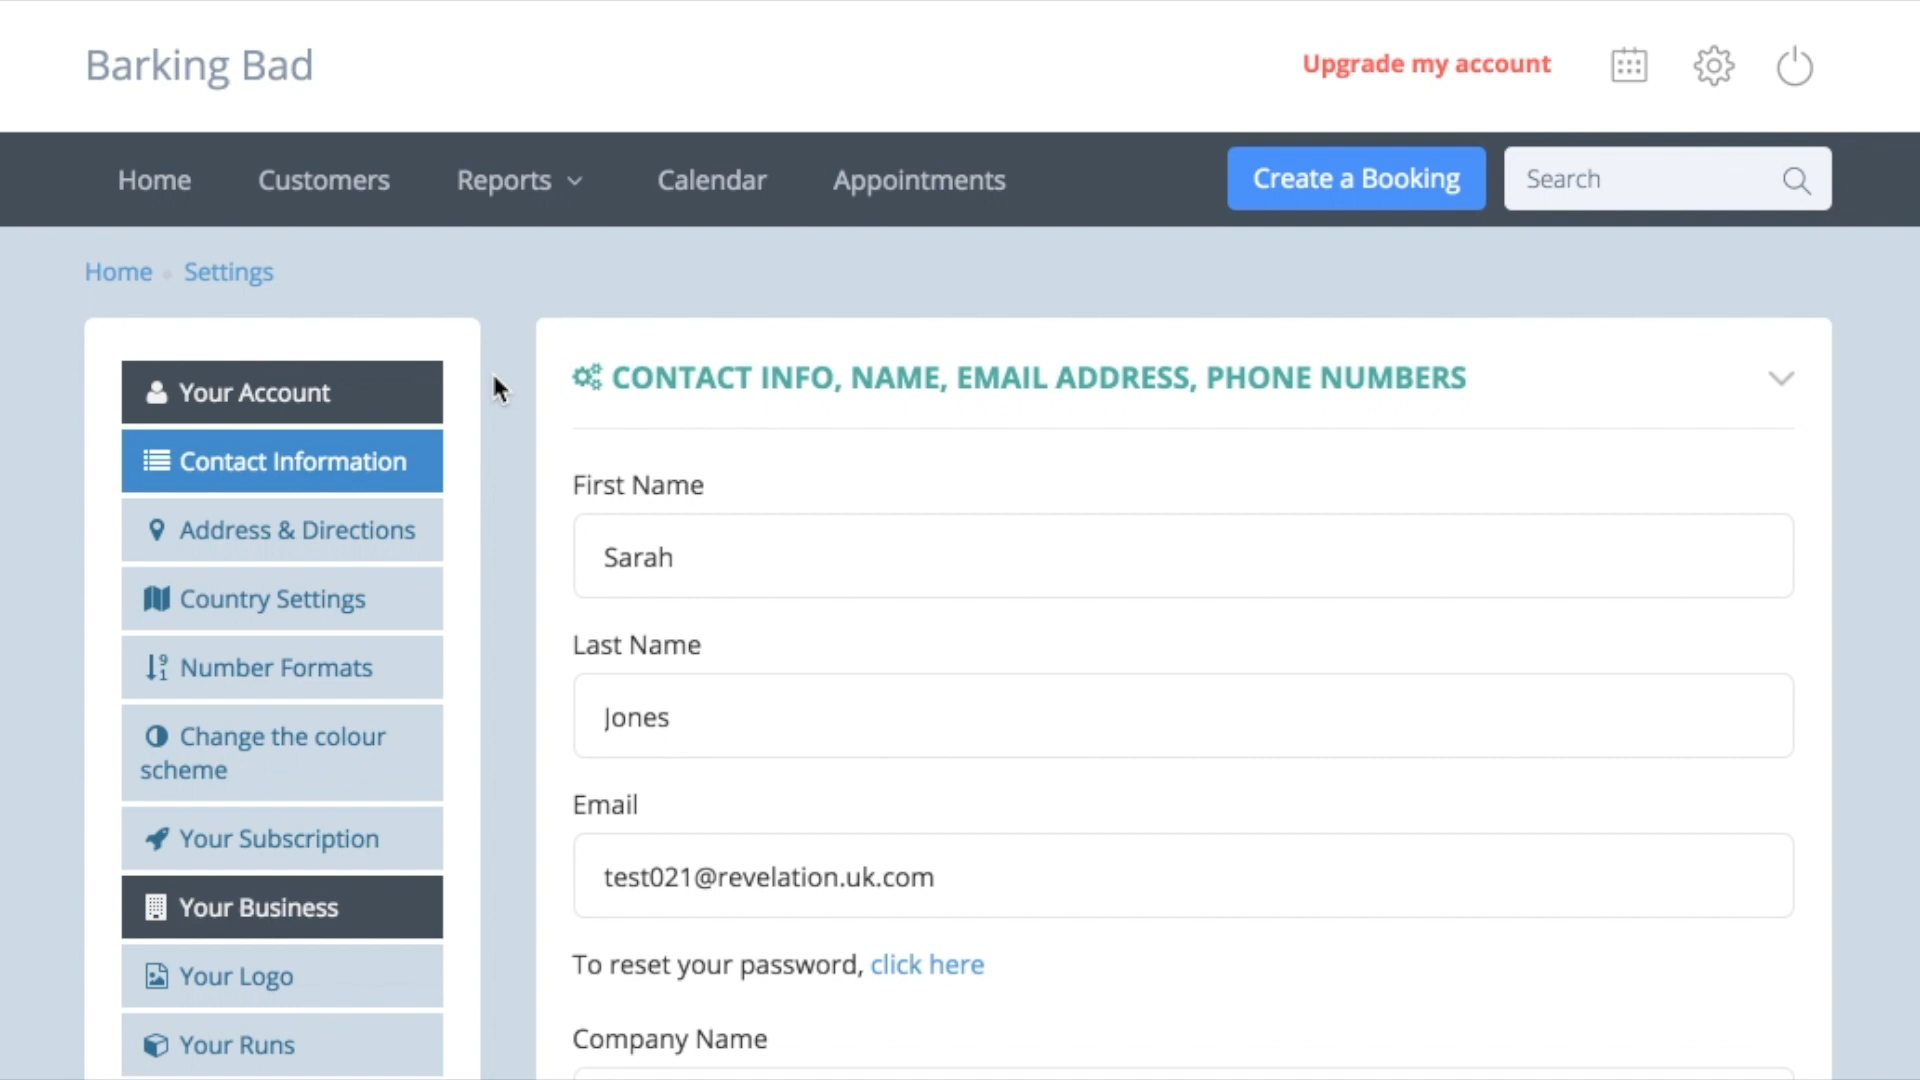 Barking Bad
Upgrade my account
Home Customers Reports Calendar Appointments Create a Booking Search
Home Settings
Your Account
Contact Information
Address & Directions
Country Settings
Number Formats
Change the colour
scheme
Your Subscription
Your Business
Your Logo
Your Runs
CONTACT INFO, NAME, EMAIL ADDRESS, PHONE NUMBERS
First Name
Sarah
Last Name
Jones
Email
test021@revelation.uk.com
To reset your password, click here
Company Name